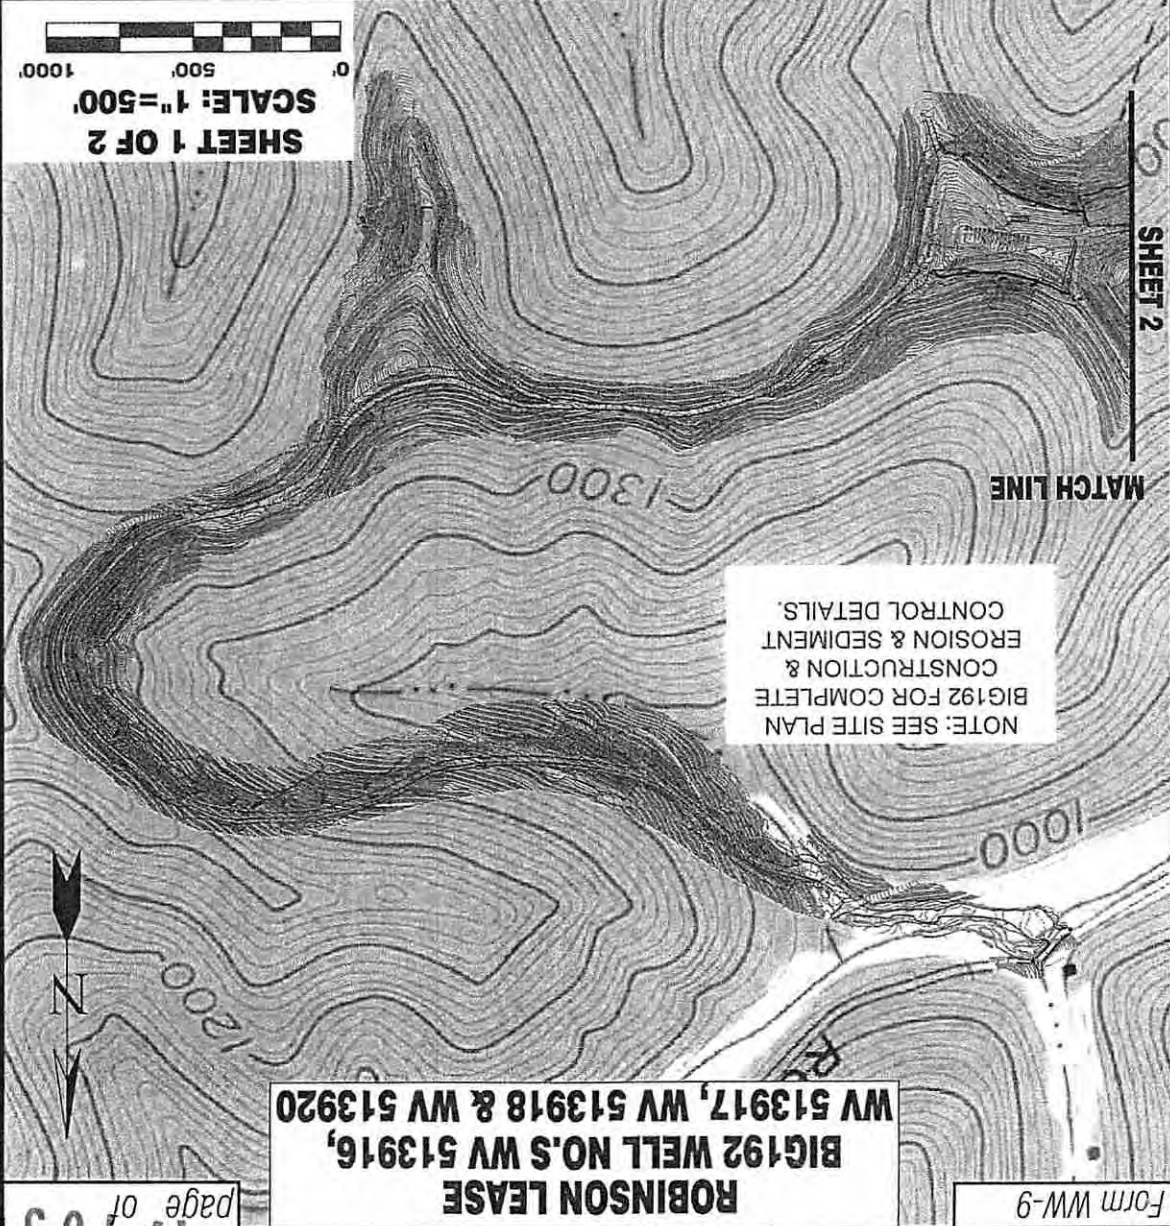 Form WW-9
page of
ROBINSON LEASE
BIG192 WELL NO.S WV 513916,
WV 513917, WV 513918 & WV 513920
N
1200
1000
NOTE: SEE SITE PLAN
BIG192 FOR COMPLETE
CONSTRUCTION &
EROSION & SEDIMENT
CONTROL DETAILS.
1300
MATCH LINE
SHEET 2
SHEET 1 OF 2
SCALE: 1"=500'
0' 500' 1000'